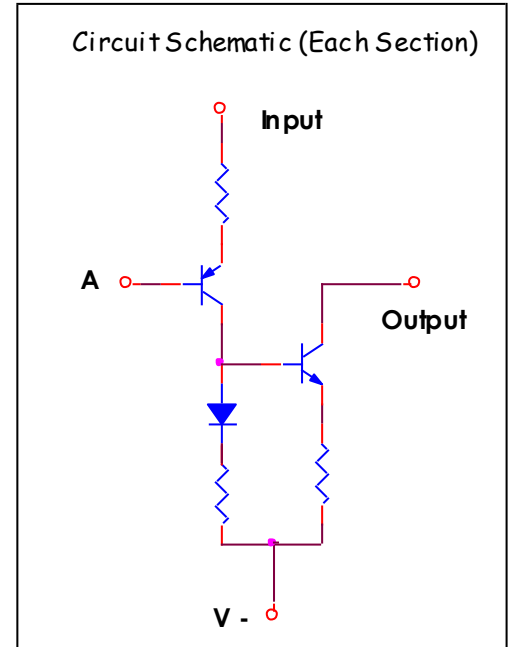 Circuit Schematic (Each Section)
Input
A
Output
V -